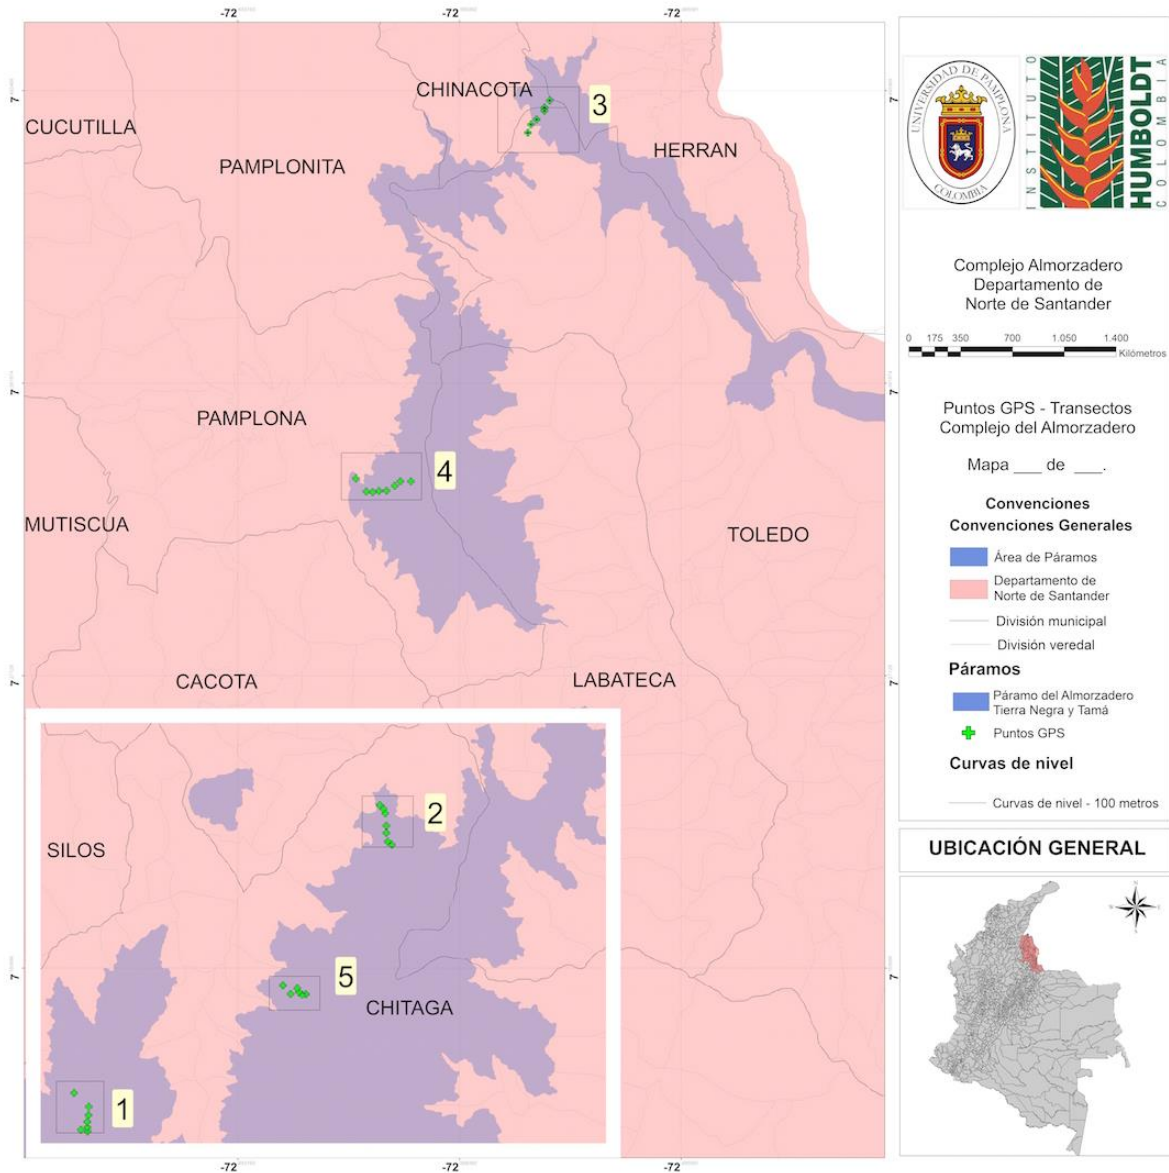 -72
-72
-72
7
7
7
7
7
7
7
7
CHINACOTA
3
CUCUTILLA
PAMPLONITA
HERRAN
PAMPLONA
4
MUTISCUA
TOLEDO
CACOTA
LABATECA
2
SILOS
5
CHITAGA
1
-72
-72
-72
UNIVERSIDAD DE PAMPLONA
COLOMBIA
INSTITUTO
HUMBOLDT
COLOMBIA
Complejo Almorzadero
Departamento de
Norte de Santander
0 175 350 700 1.050 1.400
Kilómetros
Puntos GPS - Transectos
Complejo del Almorzadero
Mapa ___ de ___.
Convenciones
Convenciones Generales
Área de Páramos
Departamento de
Norte de Santander
División municipal
División veredal
Páramos
Páramo del Almorzadero
Tierra Negra y Tamá
Puntos GPS
Curvas de nivel
Curvas de nivel - 100 metros
UBICACIÓN GENERAL